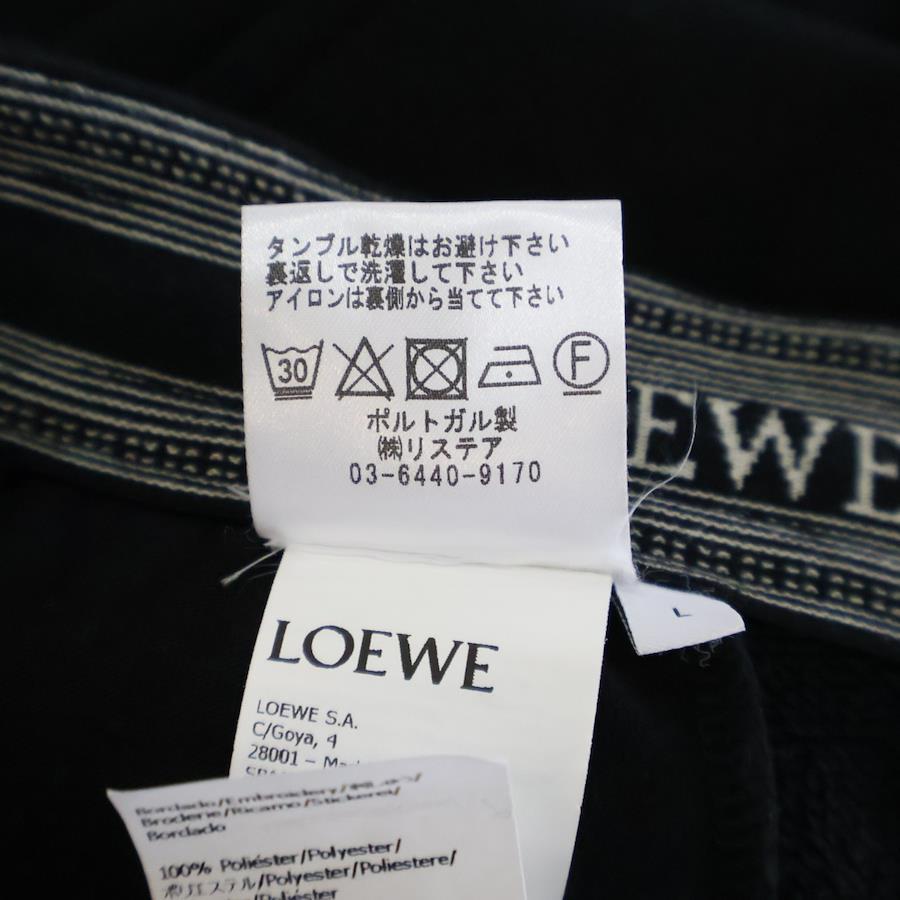 タンブル乾燥はお避け下さい
裏返しで洗濯して下さい
アイロンは裏側から当てて下さい
30 F
ポルトガル製
㈱リステア
03-6440-9170
EWE
L
LOEWE
LOEWE S.A.
C/Goya, 4
28001 –
Bordado/Embroidery/
Broderie/Ricamo/Stickerei/
Bordado
100% Poliéster/Polyester/
ポリエステル/Polyester/Poliestere/